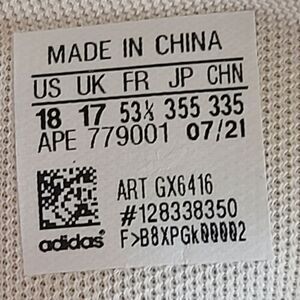 MADE IN CHINA
US UK FR JP CHN
18 17 53⅓ 355 335
APE 779001 07/21
ART GX6416
#128338350
adidas® F>B8XPGk00002